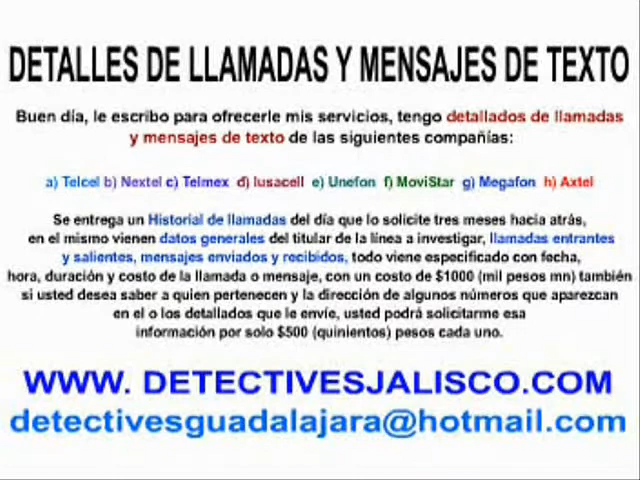 DETALLES DE LLAMADAS Y MENSAJES DE TEXTO
Buen día, le escribo para ofrecerle mis servicios, tengo detallados de llamadas
y mensajes de texto de las siguientes compañías:
a) Telcel b) Nextel c) Telmex d) Iusacell e) Unefon f) MoviStar g) Megafon h) Axtel
Se entrega un Historial de llamadas del día que lo solicite tres meses hacia atrás,
en el mismo vienen datos generales del titular de la línea a investigar, llamadas entrantes
y salientes, mensajes enviados y recibidos, todo viene especificado con fecha,
hora, duración y costo de la llamada o mensaje, con un costo de $1000 (mil pesos mn) también
si usted desea saber a quien pertenecen y la dirección de algunos números que aparezcan
en el o los detallados que le envíe, usted podrá solicitarme esa
información por solo $500 (quinientos) pesos cada uno.
WWW. DETECTIVESJALISCO.COM
detectivesguadalajara@hotmail.com